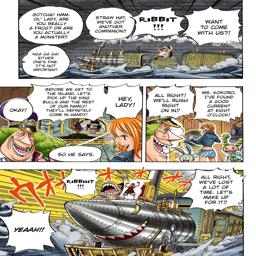 GOTCHA! HMM.
OL' LADY, ARE
YOU REALLY
A FROG? OR ARE
YOU ACTUALLY
A MONSTER?
NGA GA GA!
EITHER
ONE'S FINE.
IT'S NOT
IMPORTANT.
STRAW HAT,
WE'VE GOT
ANOTHER
COMPANION!!
RIBBIT
!!!
WANT TO
COME WITH
US?!
BEFORE WE GET TO
THE ISLAND, LET'S
PICK UP THE KING
BULLS AND THE REST
OF OUR FAMILY!
THEY'LL DEFINITELY
COME IN HANDY!
OKAY!
SO HE SAYS.
HEY,
LADY!!
ALL RIGHT!
WE'LL RUSH
RIGHT
ON IN!!
MS. KOKORO,
I'VE FOUND
A GOOD
CURRENT
AT EIGHT
O'CLOCK!
YEAHH!!
RIBBIT
!!!
ALL RIGHT,
WE'VE LOST
A LOT OF
TIME. LET'S
MAKE UP
FOR IT!!